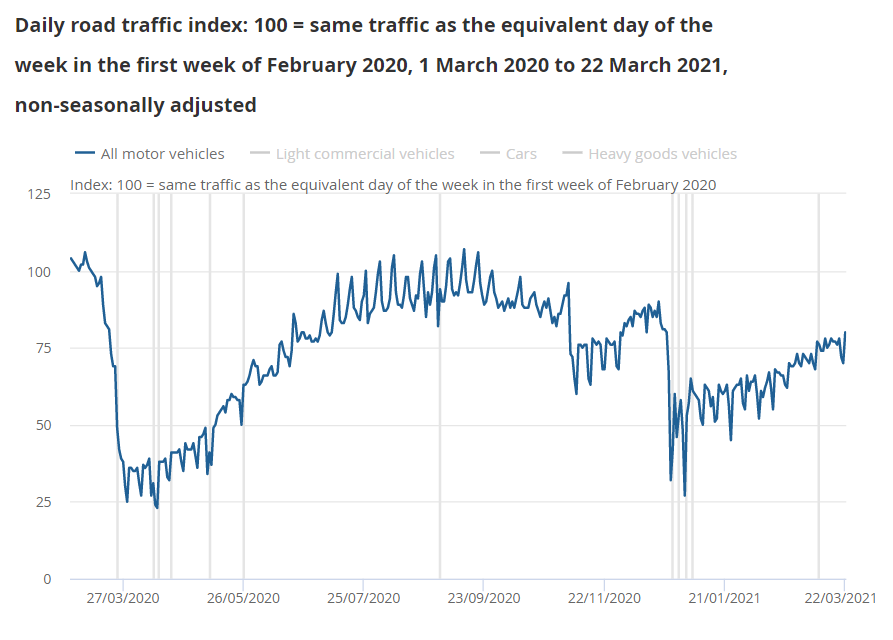 Daily road traffic index: 100 = same traffic as the equivalent day of the
week in the first week of February 2020, 1 March 2020 to 22 March 2021,
non-seasonally adjusted
All motor vehicles Light commercial vehicles Cars Heavy goods vehicles
Index: 100 = same traffic as the equivalent day of the week in the first week of February 2020
125
100
75
50
25
0
27/03/2020 26/05/2020 25/07/2020 23/09/2020 22/11/2020 21/01/2021 22/03/2021